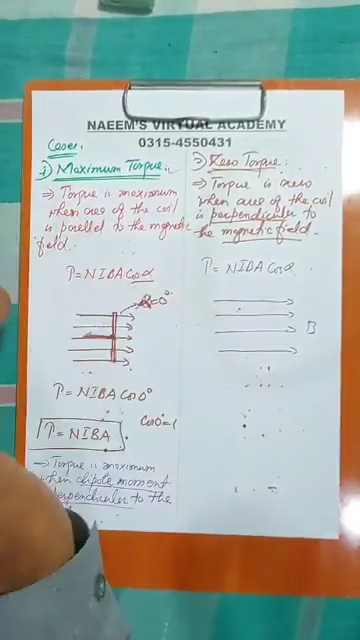 NAEEM'S VIRTUAL ACADEMY
0315-4550431
Cases:
1) Maximum Torque:
⇒ Torque is maximum
when area of the coil
is parallel to the magnetic
field.
τ = NIBA Cos α
α = 0°
τ = NIBA Cos 0°
Cos 0° = 1
τ = NIBA
→ Torque is maximum
when dipole moment
perpendicular to the
2) Zero Torque:
⇒ Torque is zero
when area of the coil
is perpendicular to
the magnetic field.
τ = NIBA Cos α
B